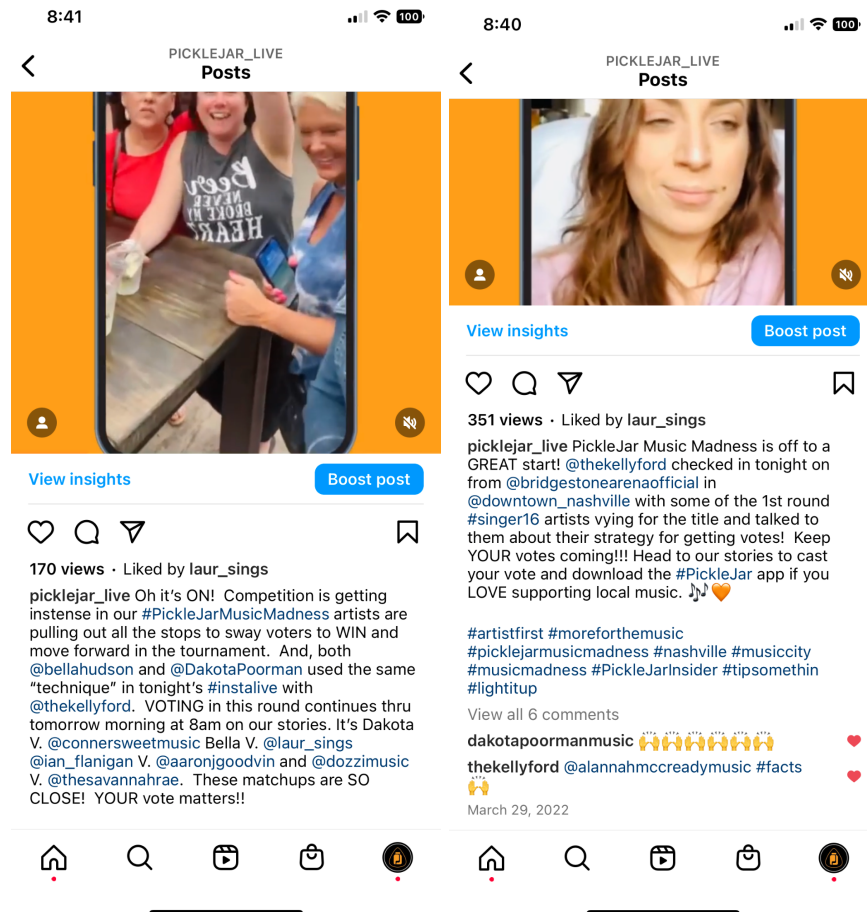 8:41
100
PICKLEJAR_LIVE
Posts
Beer
NEVER
BROKE MY
HEART
View insights
Boost post
170 views · Liked by laur_sings
picklejar_live Oh it's ON!  Competition is getting
instense in our #PickleJarMusicMadness artists are
pulling out all the stops to sway voters to WIN and
move forward in the tournament.  And, both
@bellahudson and @DakotaPoorman used the same
“technique” in tonight's #instalive with
@thekellyford.  VOTING in this round continues thru
tomorrow morning at 8am on our stories. It's Dakota
V. @connersweetmusic Bella V. @laur_sings
@ian_flanigan V. @aaronjgoodvin and @dozzimusic
V. @thesavannahrae.  These matchups are SO
CLOSE!  YOUR vote matters!!
8:40
100
PICKLEJAR_LIVE
Posts
View insights
Boost post
351 views · Liked by laur_sings
picklejar_live PickleJar Music Madness is off to a
GREAT start! @thekellyford checked in tonight on
from @bridgestonearenaofficial in
@downtown_nashville with some of the 1st round
#singer16 artists vying for the title and talked to
them about their strategy for getting votes!  Keep
YOUR votes coming!!! Head to our stories to cast
your vote and download the #PickleJar app if you
LOVE supporting local music. 🎶🧡
#artistfirst #moreforthemusic
#picklejarmusicmadness #nashville #musiccity
#musicmadness #PickleJarInsider #tipsomethin
#lightitup
View all 6 comments
dakotapoormanmusic 🙌🙌🙌🙌🙌🙌
thekellyford @alannahmccreadymusic #facts
🙌
March 29, 2022